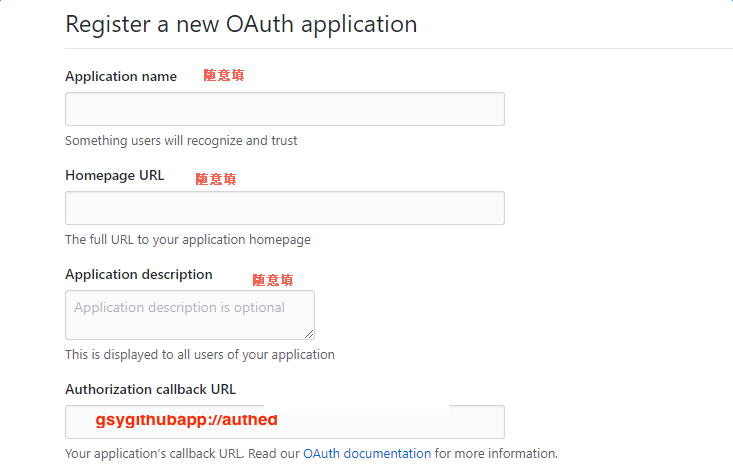 Register a new OAuth application
Application name 随意填
Something users will recognize and trust
Homepage URL 随意填
The full URL to your application homepage
Application description 随意填
Application description is optional
This is displayed to all users of your application
Authorization callback URL
gsygithubapp://authed
Your application's callback URL. Read our OAuth documentation for more information.